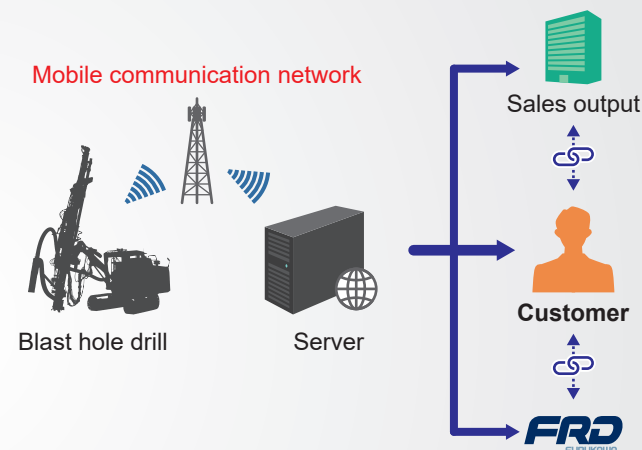 Mobile communication network
Sales output
Blast hole drill
Server
Customer
FRD